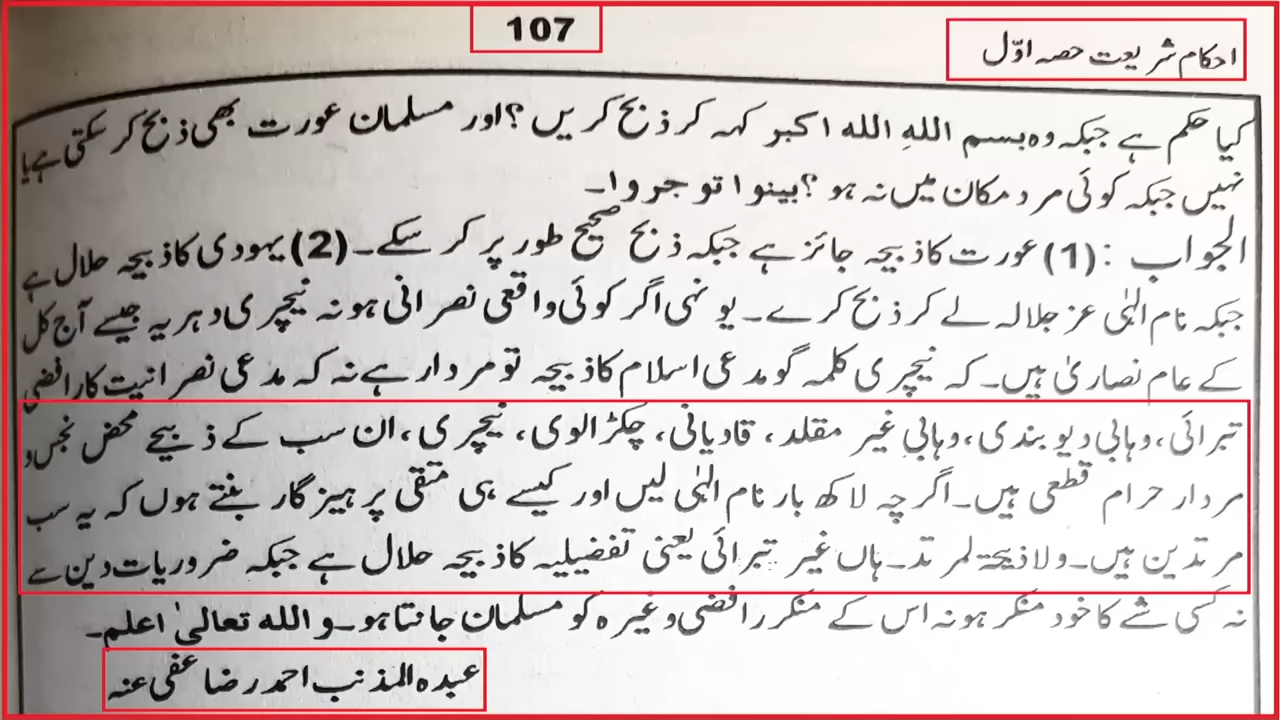 107
احکام شریعت حصہ اوّل
کیا حکم ہے جبکہ وہ بسم اللهِ الله اکبر کہہ کر ذبح کریں؟ اور مسلمان عورت بھی ذبح کر سکتی ہے یا
نہیں جبکہ کوئی مرد مکان میں نہ ہو؟ بینوا توجروا۔
الجواب: (1) عورت کا ذبیحہ جائز ہے جبکہ ذبح صحیح طور پر کر سکے۔ (2) یہودی کا ذبیحہ حلال ہے
جبکہ نام الٰہی عز جلالہ لے کر ذبح کرے۔ یونہی اگر کوئی واقعی نصرانی ہو نہ نیچری دہریہ جیسے آج کل
کے عام نصاریٰ ہیں۔ کہ نیچری کلمہ گو مدعی اسلام کا ذبیحہ تو مردار ہے نہ کہ مدعی نصرانیت کا رافضی
تبرائی، وہابی دیوبندی، وہابی غیر مقلد، قادیانی، چکڑالوی، نیچری، ان سب کے ذبیحے محض نجس و
مردار حرام قطعی ہیں۔ اگرچہ لاکھ بار نام الٰہی لیں اور کیسے ہی متقی پرہیزگار بنتے ہوں کہ یہ سب
مرتدین ہیں۔ ولا ذبیحۃ لمرتد۔ ہاں غیر تبرائی یعنی تفضیلیہ کا ذبیحہ حلال ہے جبکہ ضروریات دین سے
نہ کسی شے کا خود منکر ہو نہ اس کے منکر رافضی وغیرہ کو مسلمان جانتا ہو۔ والله تعالیٰ اعلم۔
عبدہ المذنب احمد رضا عفی عنہ